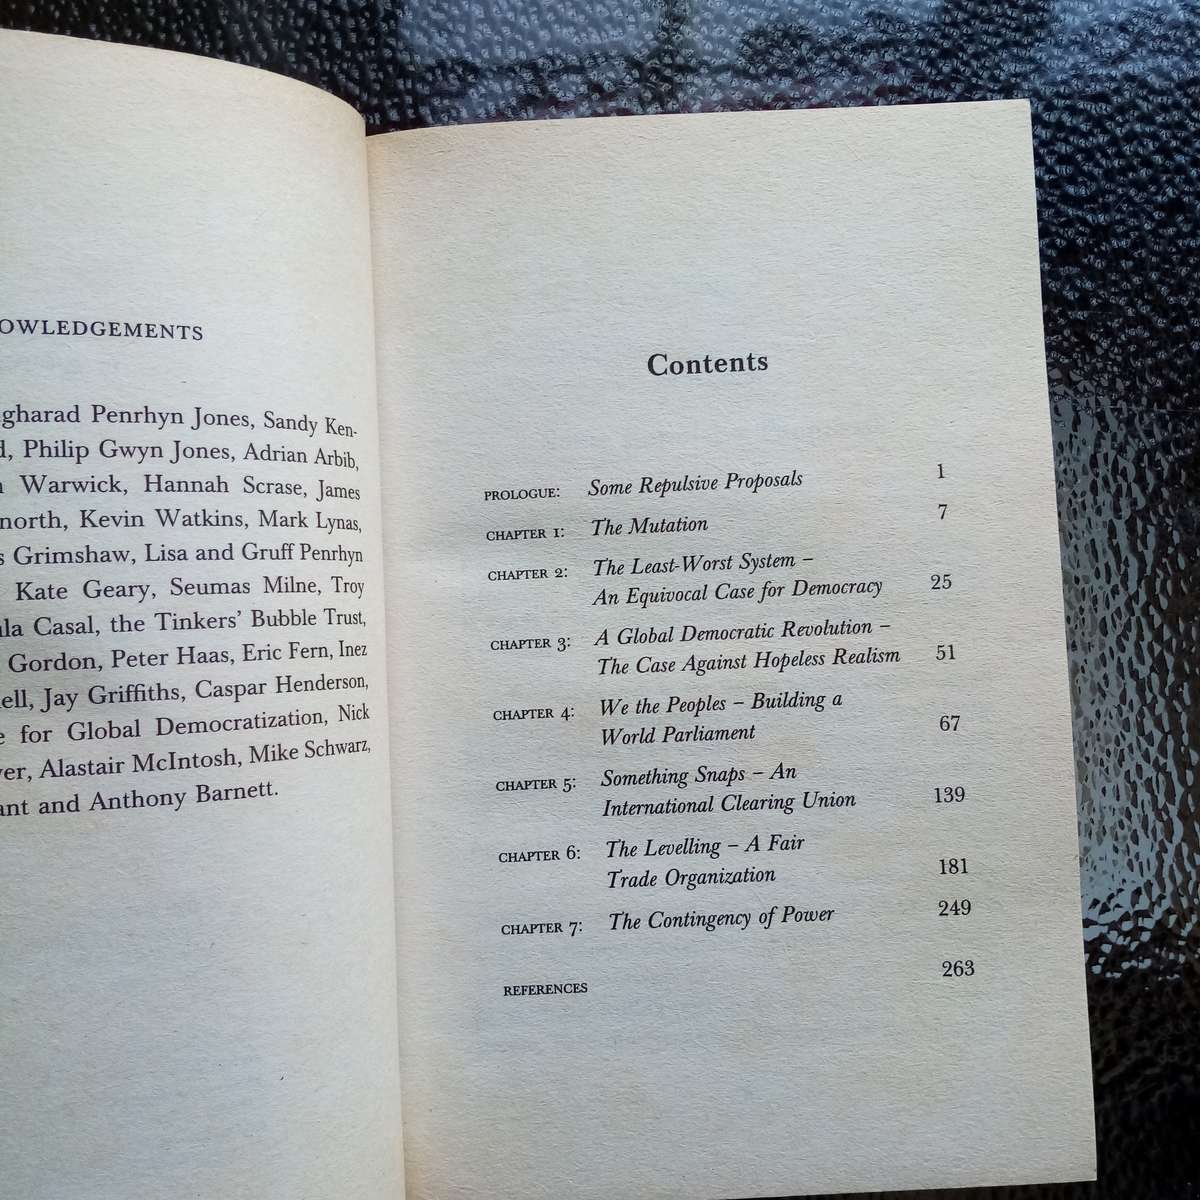 OWLEDGEMENTS
gharad Penrhyn Jones, Sandy Ken-
Philip Gwyn Jones, Adrian Arbib,
Warwick, Hannah Scrase, James
north, Kevin Watkins, Mark Lynas,
s Grimshaw, Lisa and Gruff Penrhyn
Kate Geary, Seumas Milne, Troy
la Casal, the Tinkers' Bubble Trust,
Gordon, Peter Haas, Eric Fern, Inez
ell, Jay Griffiths, Caspar Henderson,
e for Global Democratization, Nick
ver, Alastair McIntosh, Mike Schwarz,
ant and Anthony Barnett.
Contents
PROLOGUE: Some Repulsive Proposals 1
CHAPTER 1: The Mutation 7
CHAPTER 2: The Least-Worst System –
An Equivocal Case for Democracy 25
CHAPTER 3: A Global Democratic Revolution –
The Case Against Hopeless Realism 51
CHAPTER 4: We the Peoples – Building a
World Parliament 67
CHAPTER 5: Something Snaps – An
International Clearing Union 139
CHAPTER 6: The Levelling – A Fair
Trade Organization 181
CHAPTER 7: The Contingency of Power 249
REFERENCES 263